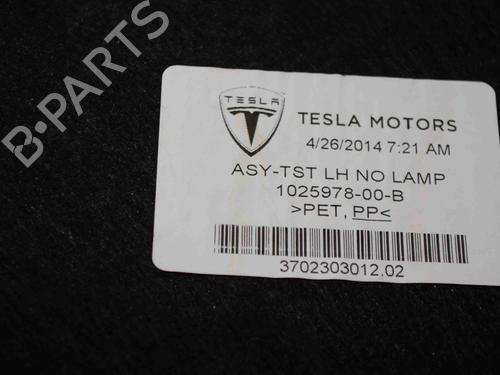 B-PARTS
TESLA
TESLA MOTORS
4/26/2014 7:21 AM
ASY-TST LH NO LAMP
1025978-00-B
>PET, PP<
3702303012.02